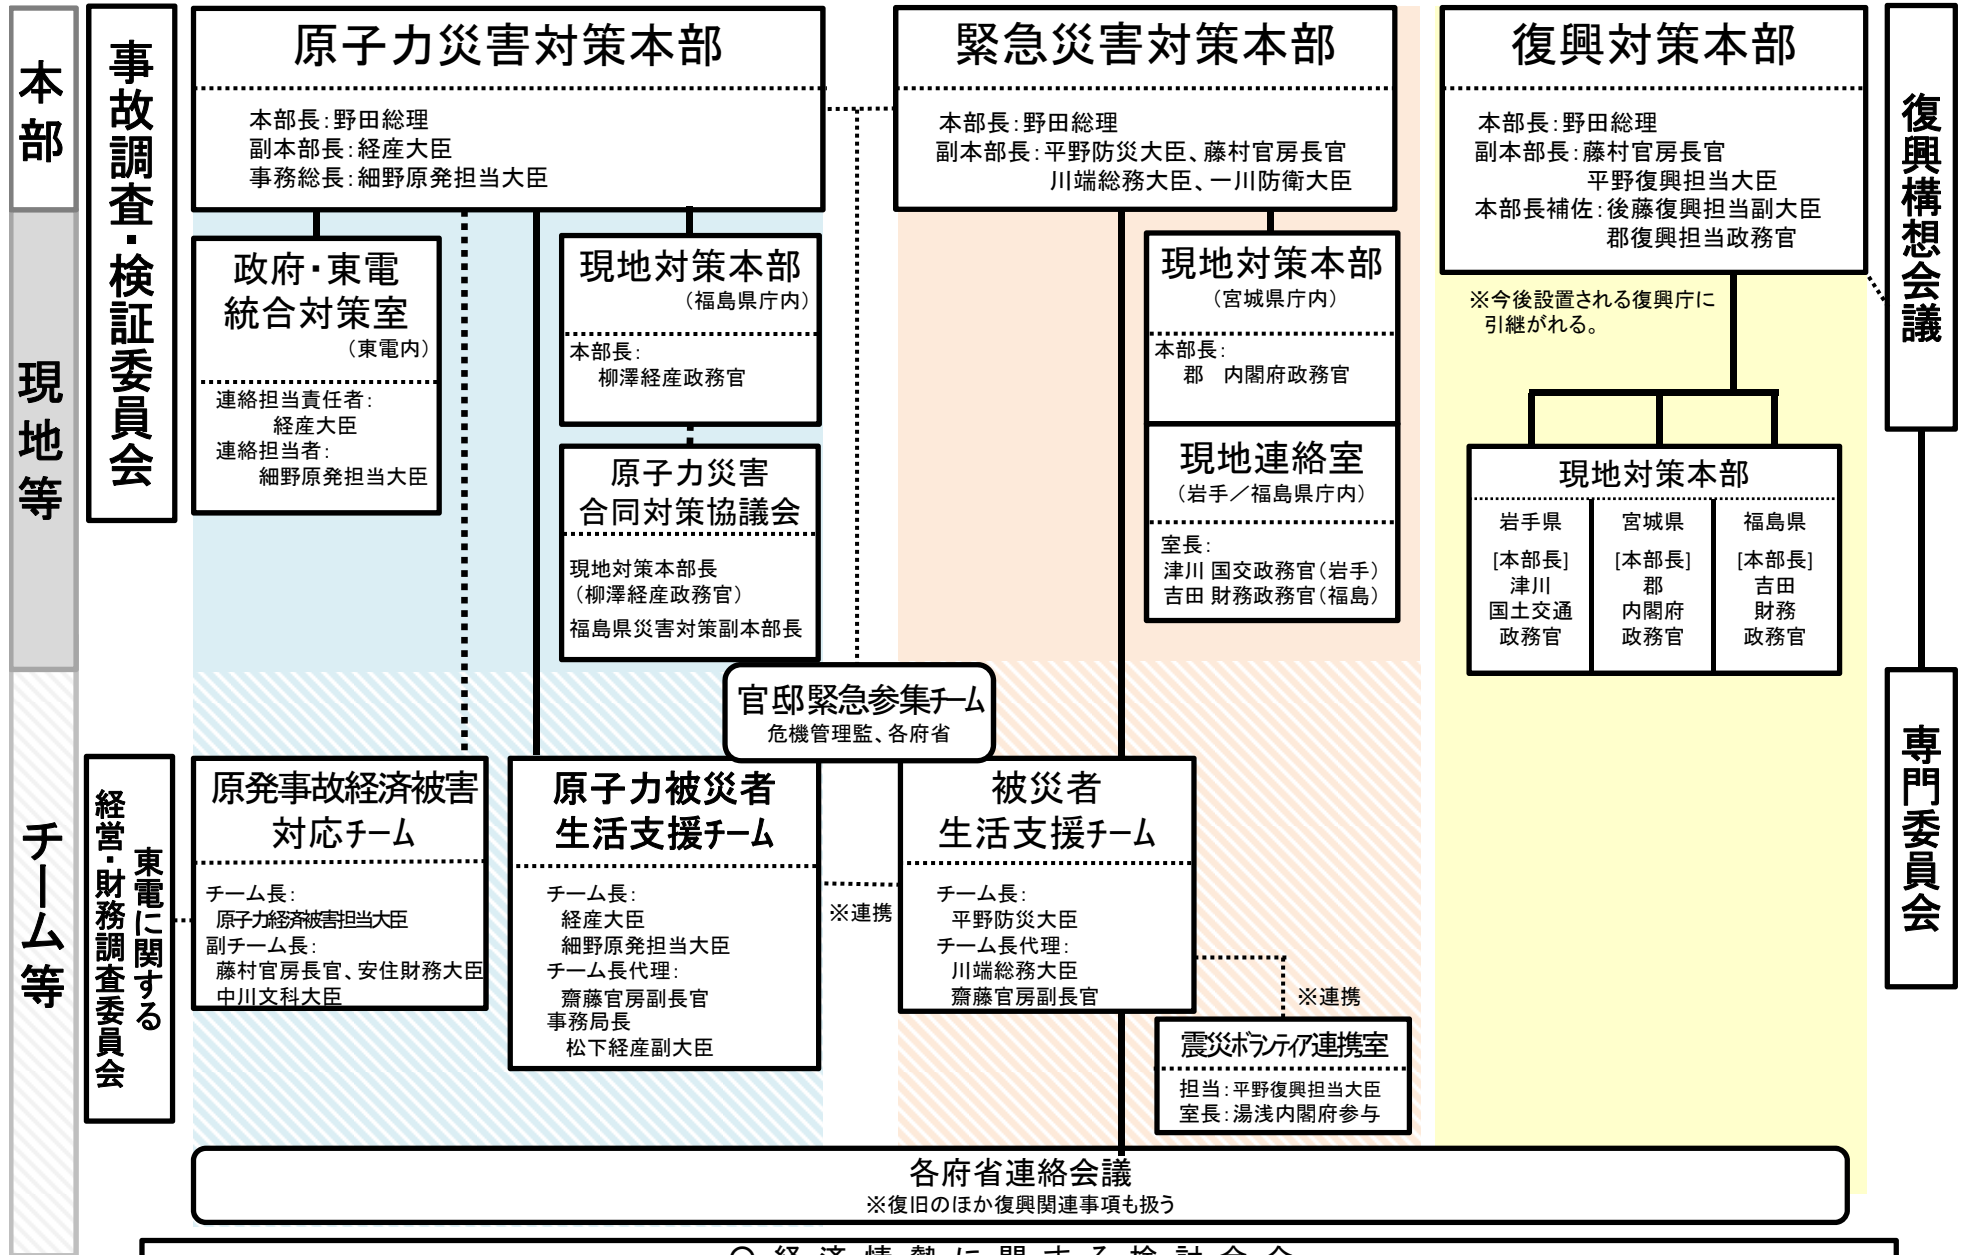 本部
現地等
チーム等
事故調査・検証委員会
東電に関する
経営・財務調査委員会
原子力災害対策本部
本部長：野田総理
副本部長：経産大臣
事務総長：細野原発担当大臣
政府・東電
統合対策室
（東電内）
連絡担当責任者：
経産大臣
連絡担当者：
細野原発担当大臣
現地対策本部
（福島県庁内）
本部長：
柳澤経産政務官
原子力災害
合同対策協議会
現地対策本部長
（柳澤経産政務官）
福島県災害対策副本部長
緊急災害対策本部
本部長：野田総理
副本部長：平野防災大臣、藤村官房長官
川端総務大臣、一川防衛大臣
現地対策本部
（宮城県庁内）
本部長：
郡　内閣府政務官
現地連絡室
（岩手／福島県庁内）
室長：
津川 国交政務官（岩手）
吉田 財務政務官（福島）
復興対策本部
本部長：野田総理
副本部長：藤村官房長官
平野復興担当大臣
本部長補佐：後藤復興担当副大臣
郡復興担当政務官
※今後設置される復興庁に
引継がれる。
現地対策本部
岩手県
[本部長]
津川
国土交通
政務官
宮城県
[本部長]
郡
内閣府
政務官
福島県
[本部長]
吉田
財務
政務官
復興構想会議
専門委員会
官邸緊急参集チーム
危機管理監、各府省
原発事故経済被害
対応チーム
チーム長：
原子力経済被害担当大臣
副チーム長：
藤村官房長官、安住財務大臣
中川文科大臣
原子力被災者
生活支援チーム
チーム長：
経産大臣
細野原発担当大臣
チーム長代理：
齋藤官房副長官
事務局長
松下経産副大臣
※連携
被災者
生活支援チーム
チーム長：
平野防災大臣
チーム長代理：
川端総務大臣
齋藤官房副長官
※連携
震災ボランティア連携室
担当：平野復興担当大臣
室長：湯浅内閣府参与
各府省連絡会議
※復旧のほか復興関連事項も扱う
〇経済情勢に関する検討会合